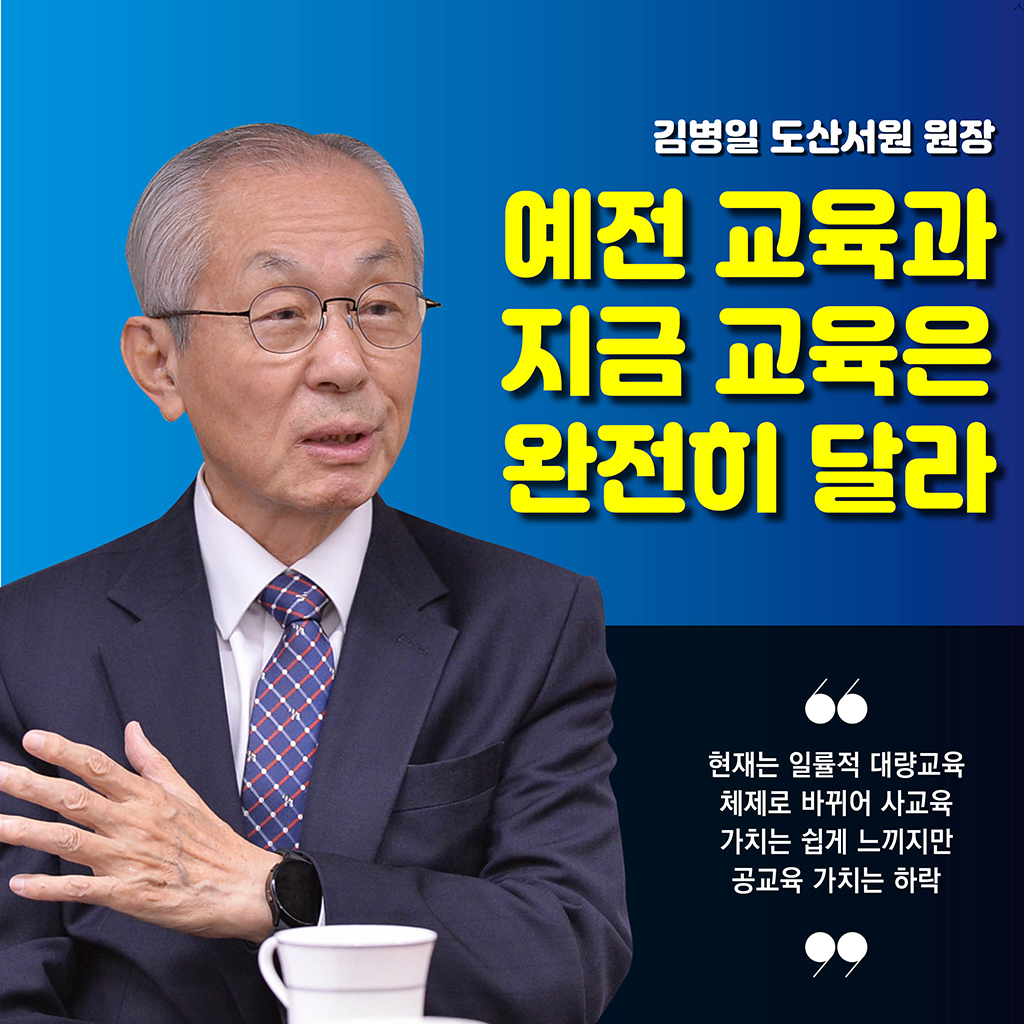 김병일 도산서원 원장
예전 교육과
지금 교육은
완전히 달라
❝
현재는 일률적 대량교육
체제로 바뀌어 사교육
가치는 쉽게 느끼지만
공교육 가치는 하락
❞